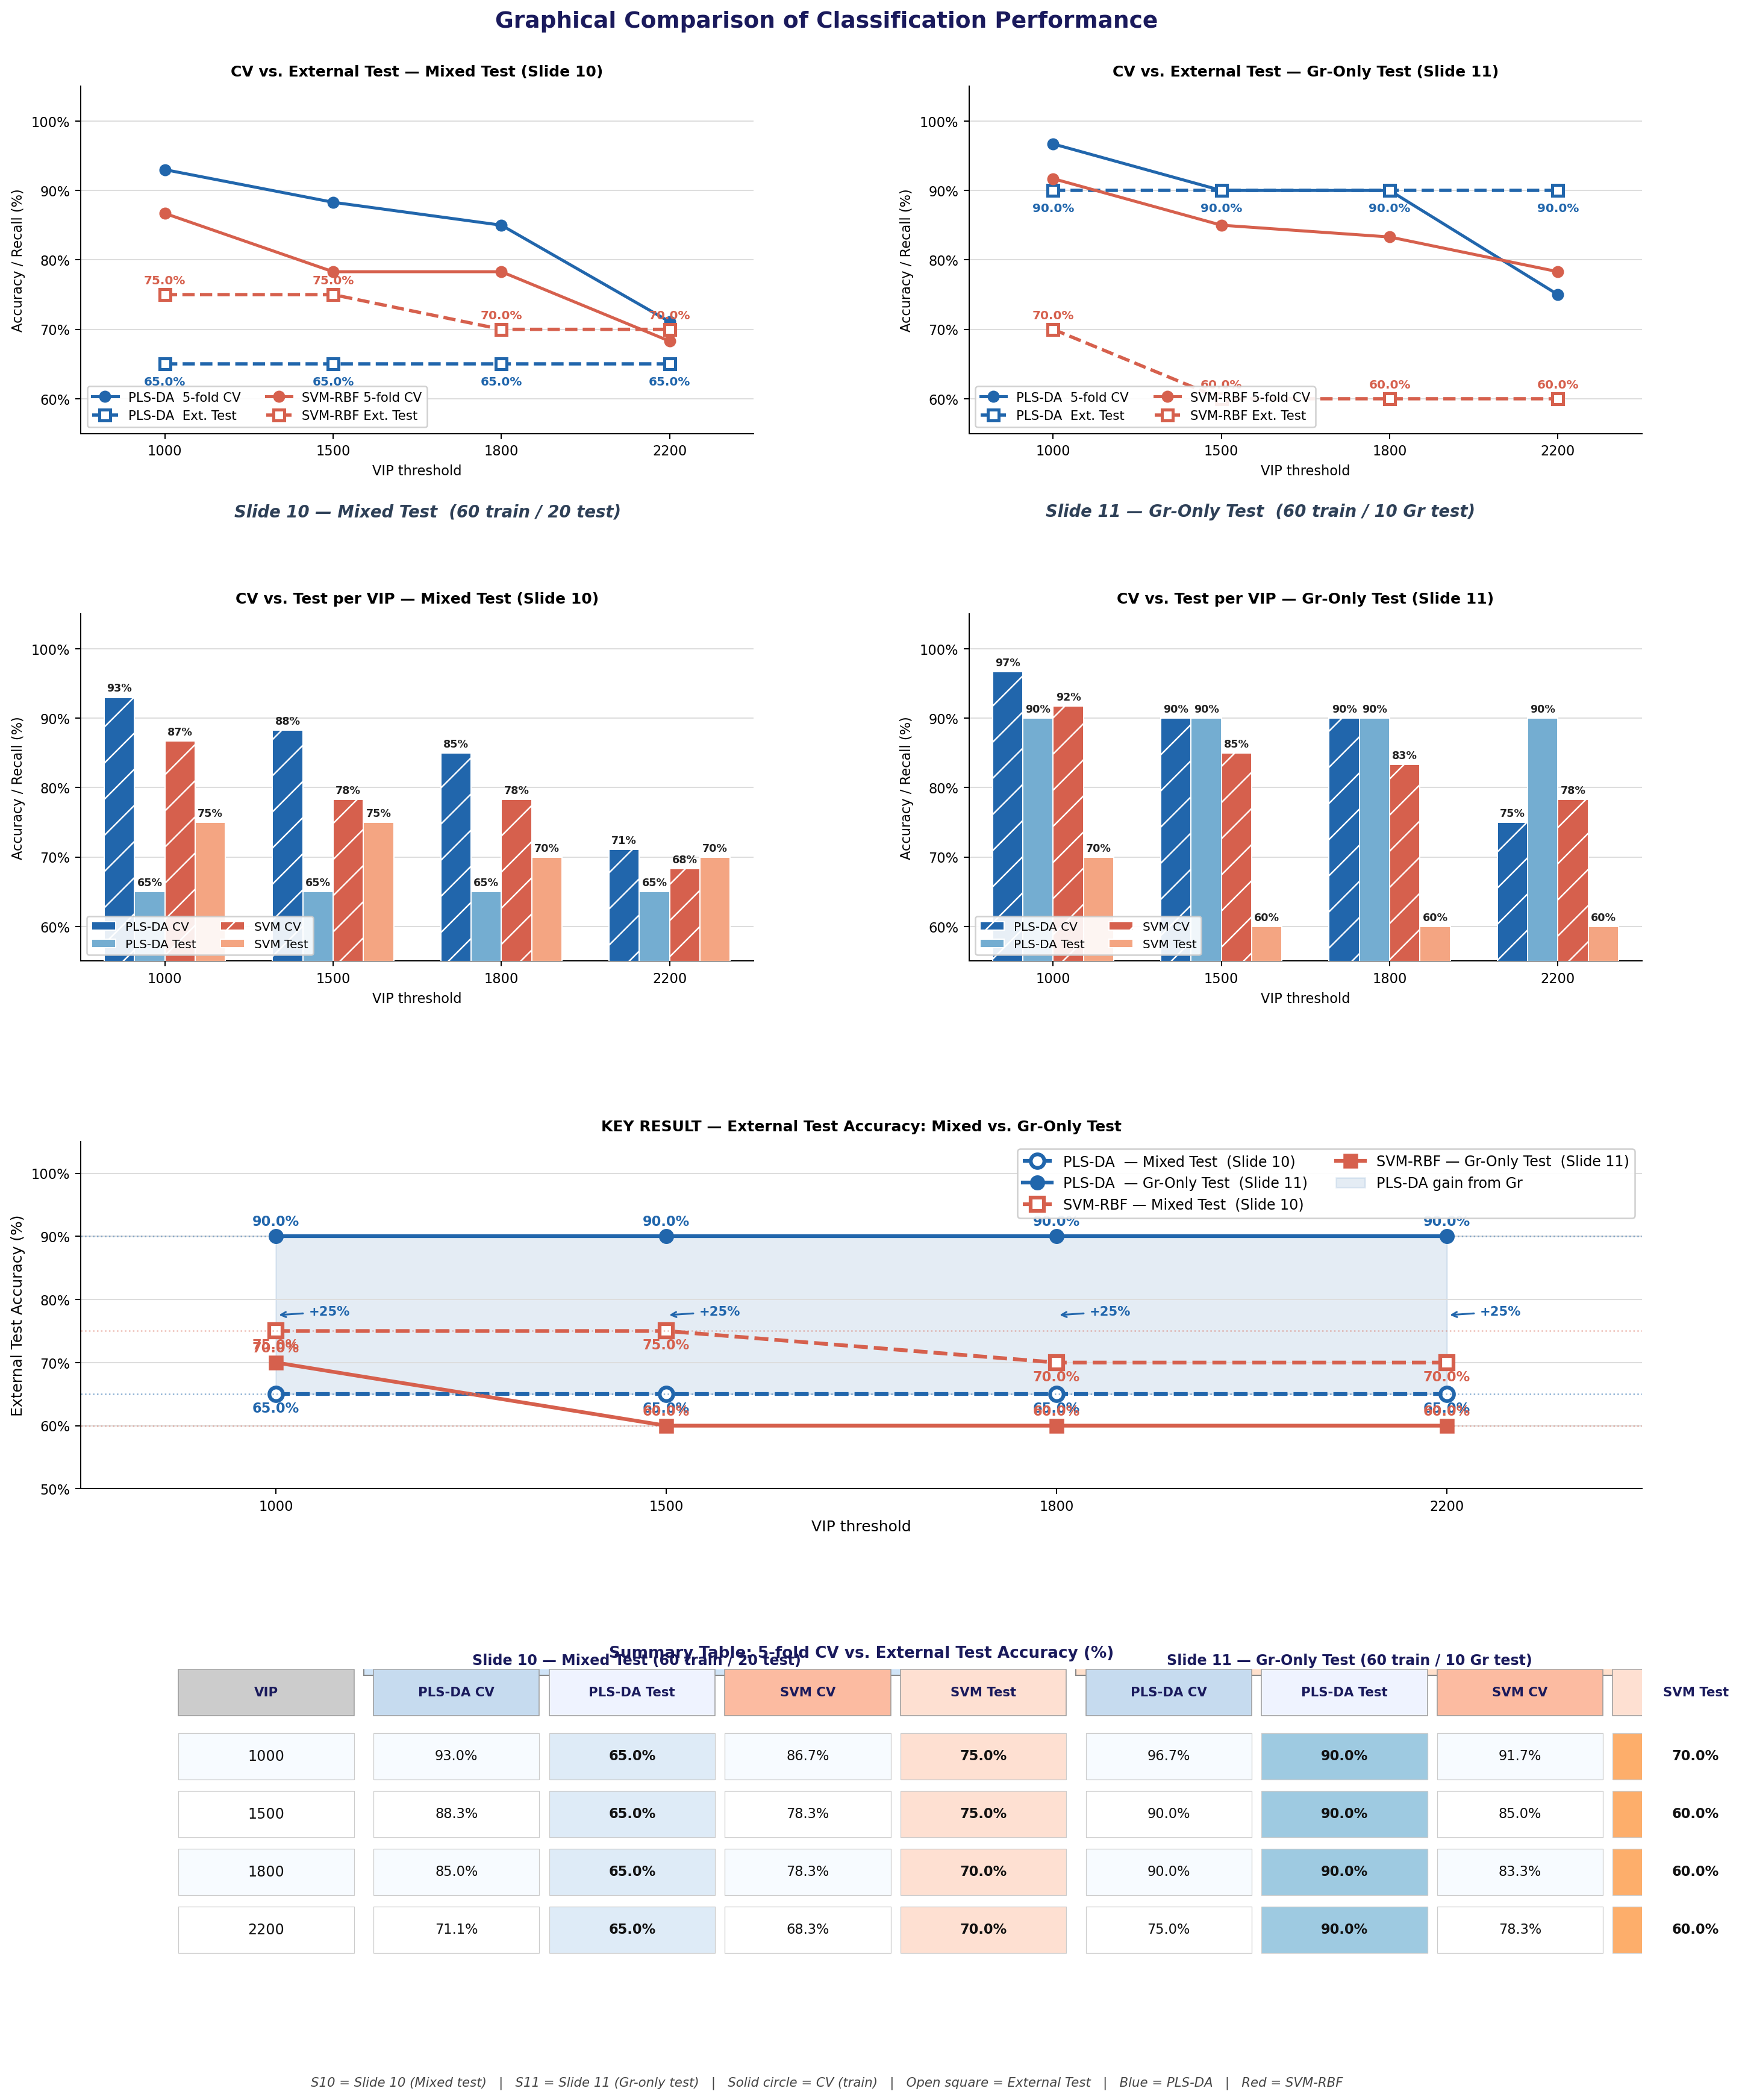 Graphical Comparison of Classification Performance
CV vs. External Test — Mixed Test (Slide 10)
Accuracy / Recall (%)
100%
90%
80%
70%
60%
75.0%
75.0%
70.0%
70.0%
65.0%
65.0%
65.0%
65.0%
PLS-DA 5-fold CV
SVM-RBF 5-fold CV
PLS-DA Ext. Test
SVM-RBF Ext. Test
1000 1500 1800 2200
VIP threshold
CV vs. External Test — Gr-Only Test (Slide 11)
Accuracy / Recall (%)
100%
90%
80%
70%
60%
90.0% 90.0% 90.0% 90.0%
70.0%
60.0% 60.0% 60.0%
PLS-DA 5-fold CV
SVM-RBF 5-fold CV
PLS-DA Ext. Test
SVM-RBF Ext. Test
1000 1500 1800 2200
VIP threshold
Slide 10 — Mixed Test (60 train / 20 test)
Slide 11 — Gr-Only Test (60 train / 10 Gr test)
CV vs. Test per VIP — Mixed Test (Slide 10)
Accuracy / Recall (%)
100%
90%
80%
70%
60%
93% 65% 87% 75%
88% 65% 78% 75%
85% 65% 78% 70%
71% 65% 68% 70%
PLS-DA CV
SVM CV
PLS-DA Test
SVM Test
1000 1500 1800 2200
VIP threshold
CV vs. Test per VIP — Gr-Only Test (Slide 11)
Accuracy / Recall (%)
100%
90%
80%
70%
60%
97% 90% 92% 70%
90% 90% 85% 60%
90% 90% 83% 60%
75% 90% 78% 60%
PLS-DA CV
SVM CV
PLS-DA Test
SVM Test
1000 1500 1800 2200
VIP threshold
KEY RESULT — External Test Accuracy: Mixed vs. Gr-Only Test
External Test Accuracy (%)
100%
90%
80%
70%
60%
50%
PLS-DA — Mixed Test (Slide 10)
SVM-RBF — Gr-Only Test (Slide 11)
PLS-DA — Gr-Only Test (Slide 11)
PLS-DA gain from Gr
SVM-RBF — Mixed Test (Slide 10)
90.0% 90.0% 90.0% 90.0%
+25% +25% +25% +25%
75.0% 75.0% 70.0% 70.0%
70.0%
65.0% 65.0% 65.0% 65.0%
60.0% 60.0% 60.0%
1000 1500 1800 2200
VIP threshold
Summary Table: 5-fold CV vs. External Test Accuracy (%)
Slide 10 — Mixed Test (60 train / 20 test)
Slide 11 — Gr-Only Test (60 train / 10 Gr test)
VIP PLS-DA CV PLS-DA Test SVM CV SVM Test PLS-DA CV PLS-DA Test SVM CV SVM Test
1000 93.0% 65.0% 86.7% 75.0% 96.7% 90.0% 91.7% 70.0%
1500 88.3% 65.0% 78.3% 75.0% 90.0% 90.0% 85.0% 60.0%
1800 85.0% 65.0% 78.3% 70.0% 90.0% 90.0% 83.3% 60.0%
2200 71.1% 65.0% 68.3% 70.0% 75.0% 90.0% 78.3% 60.0%
S10 = Slide 10 (Mixed test) | S11 = Slide 11 (Gr-only test) | Solid circle = CV (train) | Open square = External Test | Blue = PLS-DA | Red = SVM-RBF